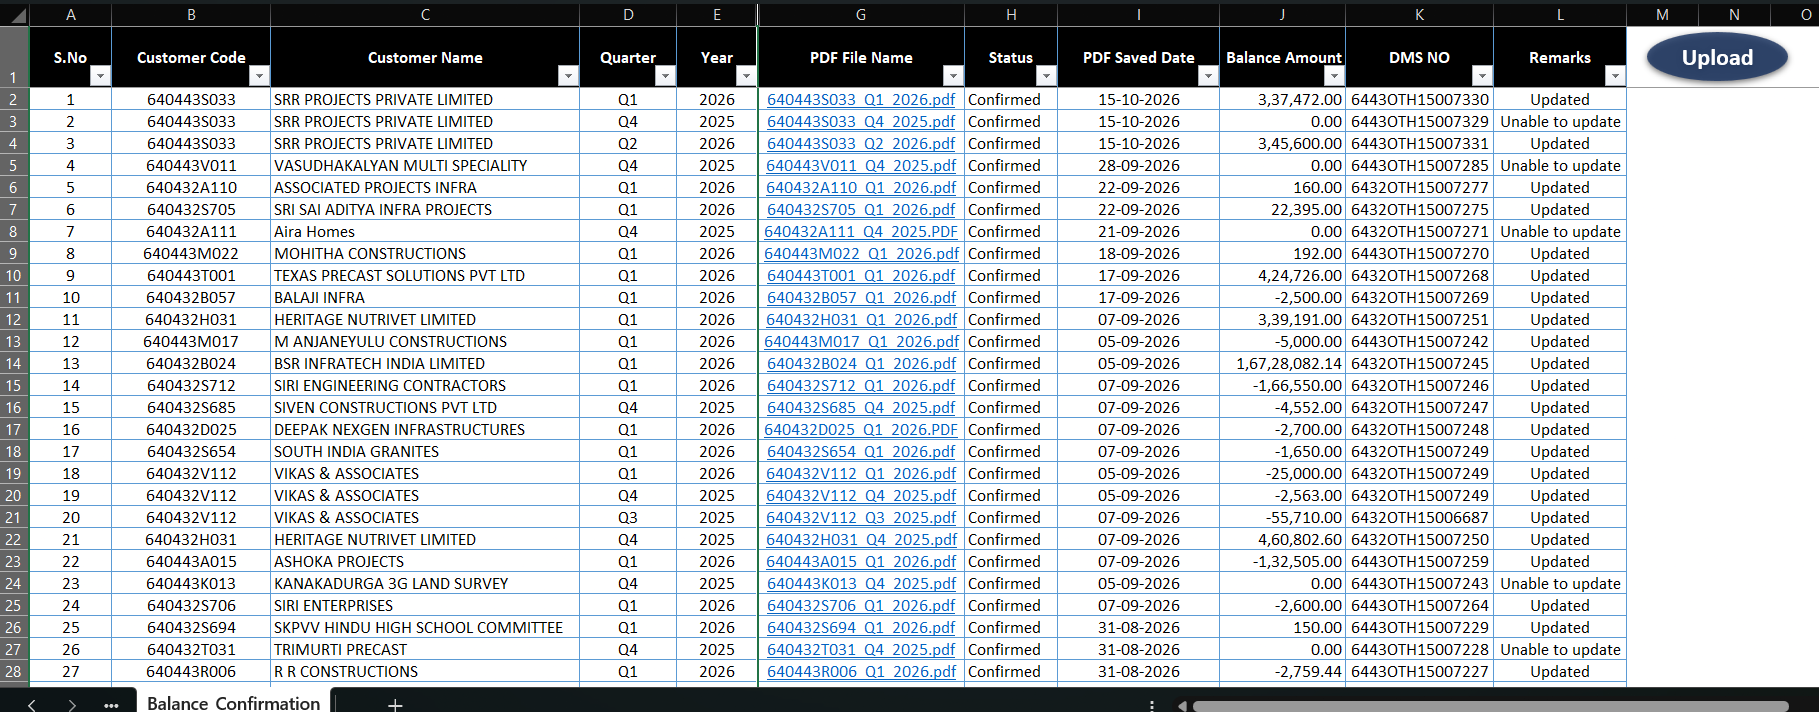 A B C D E G H I J K L M N O
1 S.No Customer Code Customer Name Quarter Year PDF File Name Status PDF Saved Date Balance Amount DMS NO Remarks Upload
2 1 640443S033 SRR PROJECTS PRIVATE LIMITED Q1 2026 640443S033_Q1_2026.pdf Confirmed 15-10-2026 3,37,472.00 6443OTH15007330 Updated
3 2 640443S033 SRR PROJECTS PRIVATE LIMITED Q4 2025 640443S033_Q4_2025.pdf Confirmed 15-10-2026 0.00 6443OTH15007329 Unable to update
4 3 640443S033 SRR PROJECTS PRIVATE LIMITED Q2 2026 640443S033_Q2_2026.pdf Confirmed 15-10-2026 3,45,600.00 6443OTH15007331 Updated
5 4 640443V011 VASUDHAKALYAN MULTI SPECIALITY Q4 2025 640443V011_Q4_2025.pdf Confirmed 28-09-2026 0.00 6443OTH15007285 Unable to update
6 5 640432A110 ASSOCIATED PROJECTS INFRA Q1 2026 640432A110_Q1_2026.pdf Confirmed 22-09-2026 160.00 6432OTH15007277 Updated
7 6 640432S705 SRI SAI ADITYA INFRA PROJECTS Q1 2026 640432S705_Q1_2026.pdf Confirmed 22-09-2026 22,395.00 6432OTH15007275 Updated
8 7 640432A111 Aira Homes Q4 2025 640432A111_Q4_2025.PDF Confirmed 21-09-2026 0.00 6432OTH15007271 Unable to update
9 8 640443M022 MOHITHA CONSTRUCTIONS Q1 2026 640443M022_Q1_2026.pdf Confirmed 18-09-2026 192.00 6443OTH15007270 Updated
10 9 640443T001 TEXAS PRECAST SOLUTIONS PVT LTD Q1 2026 640443T001_Q1_2026.pdf Confirmed 17-09-2026 4,24,726.00 6432OTH15007268 Updated
11 10 640432B057 BALAJI INFRA Q1 2026 640432B057_Q1_2026.pdf Confirmed 17-09-2026 -2,500.00 6432OTH15007269 Updated
12 11 640432H031 HERITAGE NUTRIVET LIMITED Q1 2026 640432H031_Q1_2026.pdf Confirmed 07-09-2026 3,39,191.00 6432OTH15007251 Updated
13 12 640443M017 M ANJANEYULU CONSTRUCTIONS Q1 2026 640443M017_Q1_2026.pdf Confirmed 05-09-2026 -5,000.00 6443OTH15007242 Updated
14 13 640432B024 BSR INFRATECH INDIA LIMITED Q1 2026 640432B024_Q1_2026.pdf Confirmed 05-09-2026 1,67,28,082.14 6432OTH15007245 Updated
15 14 640432S712 SIRI ENGINEERING CONTRACTORS Q1 2026 640432S712_Q1_2026.pdf Confirmed 07-09-2026 -1,66,550.00 6432OTH15007246 Updated
16 15 640432S685 SIVEN CONSTRUCTIONS PVT LTD Q4 2025 640432S685_Q4_2025.pdf Confirmed 07-09-2026 -4,552.00 6432OTH15007247 Updated
17 16 640432D025 DEEPAK NEXGEN INFRASTRUCTURES Q1 2026 640432D025_Q1_2026.PDF Confirmed 07-09-2026 -2,700.00 6432OTH15007248 Updated
18 17 640432S654 SOUTH INDIA GRANITES Q1 2026 640432S654_Q1_2026.pdf Confirmed 07-09-2026 -1,650.00 6432OTH15007249 Updated
19 18 640432V112 VIKAS & ASSOCIATES Q1 2026 640432V112_Q1_2026.pdf Confirmed 05-09-2026 -25,000.00 6432OTH15007249 Updated
20 19 640432V112 VIKAS & ASSOCIATES Q4 2025 640432V112_Q4_2025.pdf Confirmed 05-09-2026 -2,563.00 6432OTH15007249 Updated
21 20 640432V112 VIKAS & ASSOCIATES Q3 2025 640432V112_Q3_2025.pdf Confirmed 07-09-2026 -55,710.00 6432OTH15006687 Updated
22 21 640432H031 HERITAGE NUTRIVET LIMITED Q4 2025 640432H031_Q4_2025.pdf Confirmed 07-09-2026 4,60,802.60 6432OTH15007250 Updated
23 22 640443A015 ASHOKA PROJECTS Q1 2026 640443A015_Q1_2026.pdf Confirmed 07-09-2026 -1,32,505.00 6443OTH15007259 Updated
24 23 640443K013 KANAKADURGA 3G LAND SURVEY Q4 2025 640443K013_Q4_2025.pdf Confirmed 05-09-2026 0.00 6443OTH15007243 Unable to update
25 24 640432S706 SIRI ENTERPRISES Q1 2026 640432S706_Q1_2026.pdf Confirmed 07-09-2026 -2,600.00 6443OTH15007264 Updated
26 25 640432S694 SKPVV HINDU HIGH SCHOOL COMMITTEE Q1 2026 640432S694_Q1_2026.pdf Confirmed 31-08-2026 150.00 6443OTH15007229 Updated
27 26 640432T031 TRIMURTI PRECAST Q4 2025 640432T031_Q4_2025.pdf Confirmed 31-08-2026 0.00 6443OTH15007228 Unable to update
28 27 640443R006 R R CONSTRUCTIONS Q1 2026 640443R006_Q1_2026.pdf Confirmed 31-08-2026 -2,759.44 6443OTH15007227 Updated
Balance Confirmation